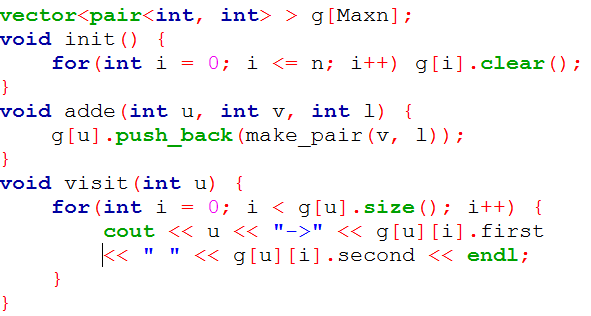 vector<pair<int, int> > g[Maxn];
void init() {
    for(int i = 0; i <= n; i++) g[i].clear();
}
void adde(int u, int v, int l) {
    g[u].push_back(make_pair(v, l));
}
void visit(int u) {
    for(int i = 0; i < g[u].size(); i++) {
        cout << u << "->" << g[u][i].first
        << " " << g[u][i].second << endl;
    }
}